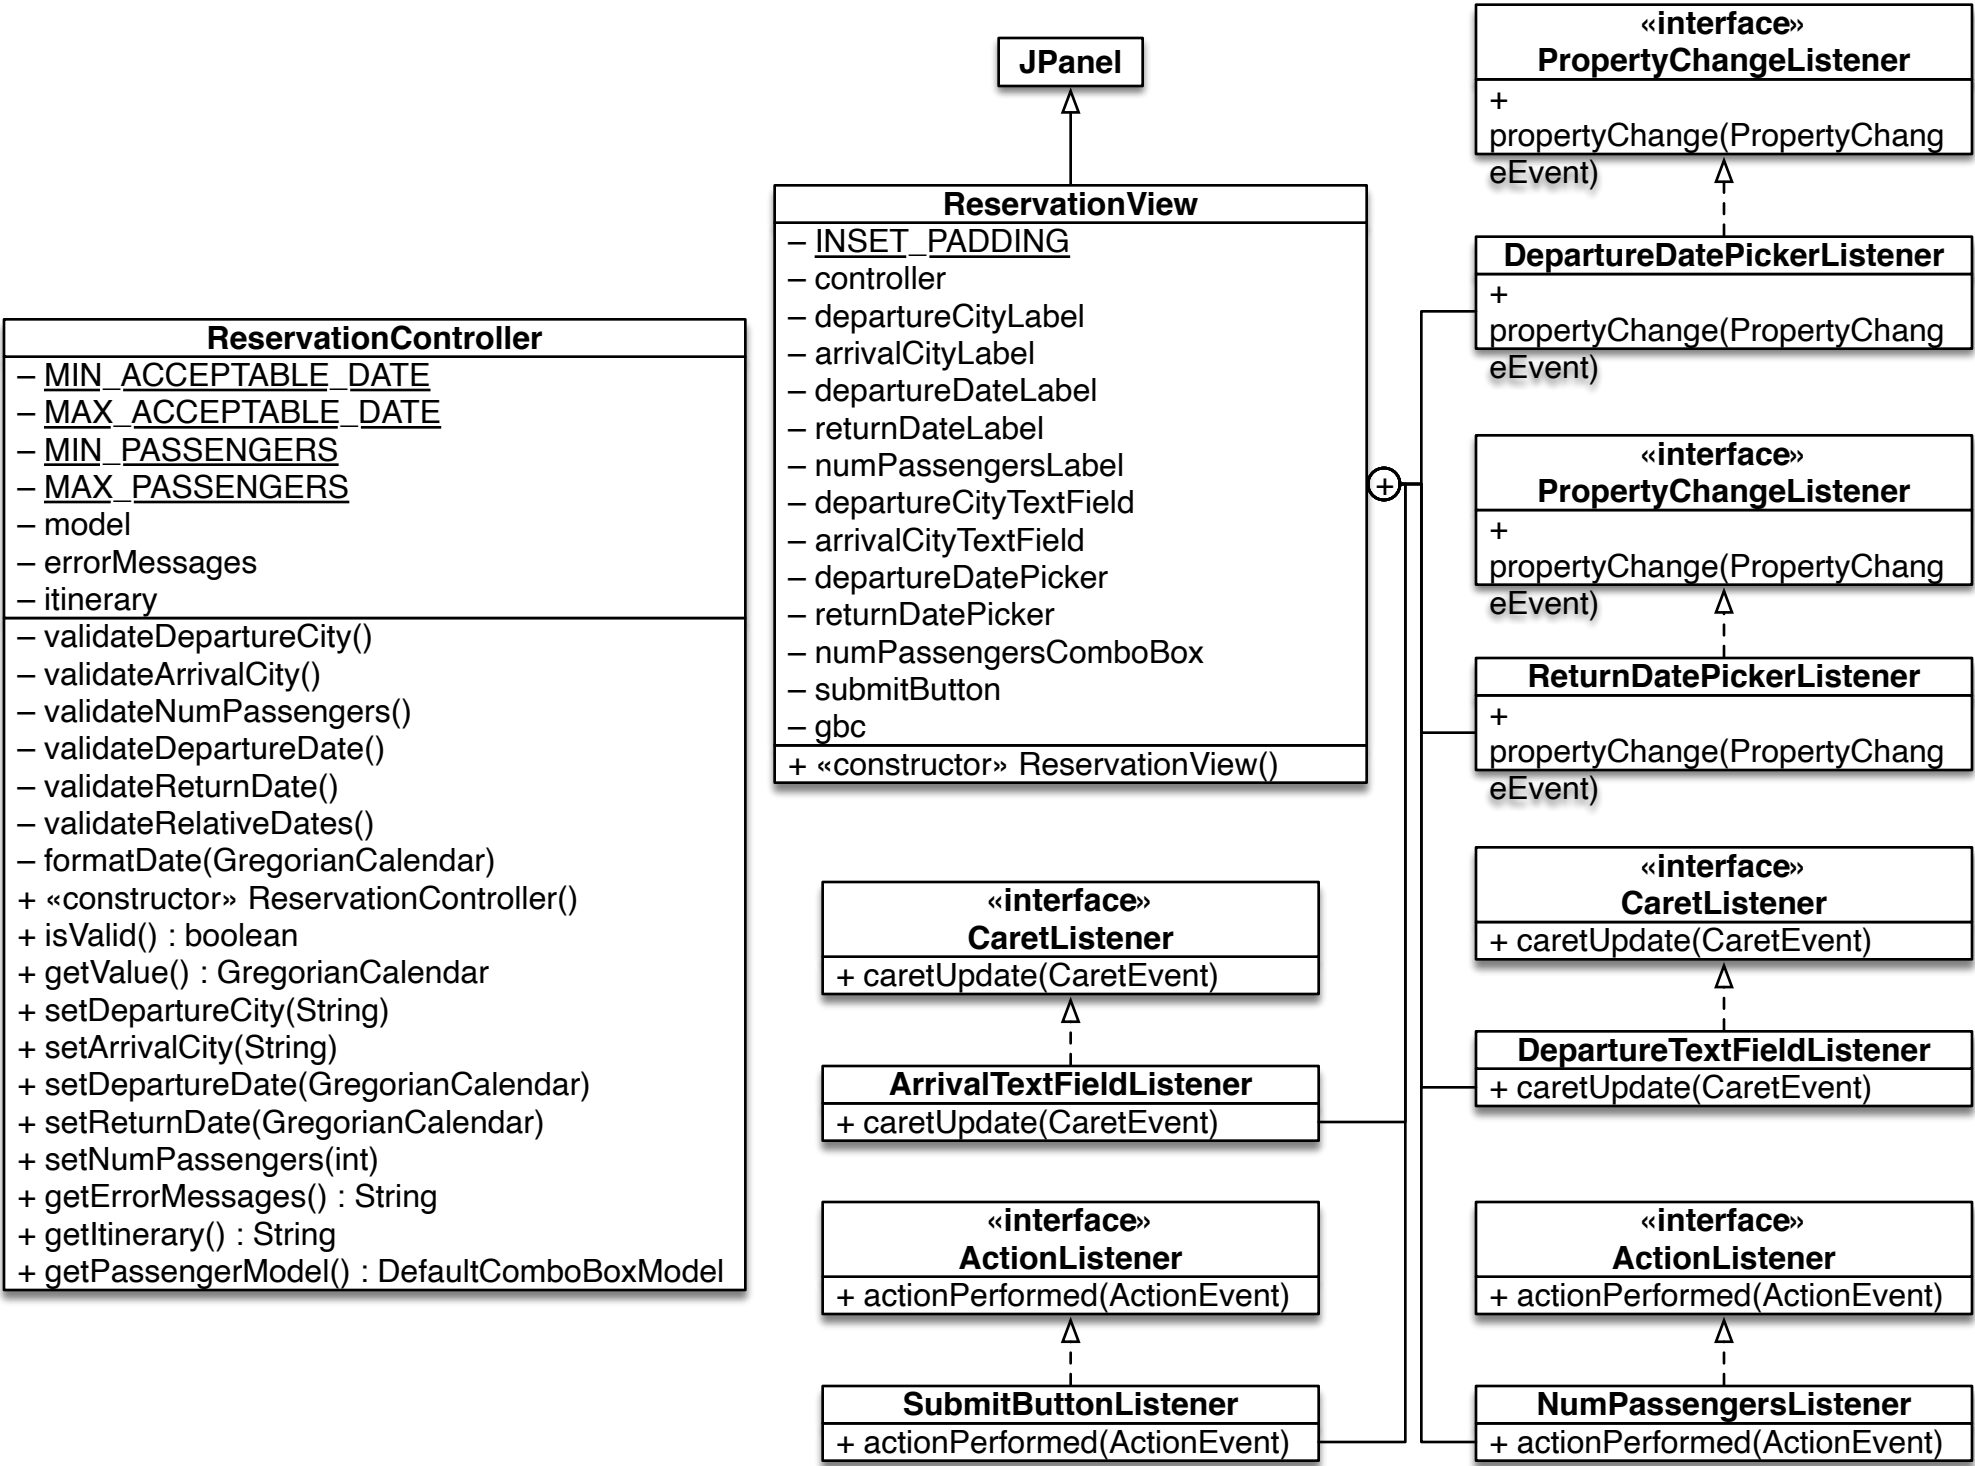 ReservationController
– MIN_ACCEPTABLE_DATE
– MAX_ACCEPTABLE_DATE
– MIN_PASSENGERS
– MAX_PASSENGERS
– model
– errorMessages
– itinerary
– validateDepartureCity()
– validateArrivalCity()
– validateNumPassengers()
– validateDepartureDate()
– validateReturnDate()
– validateRelativeDates()
– formatDate(GregorianCalendar)
+ «constructor» ReservationController()
+ isValid() : boolean
+ getValue() : GregorianCalendar
+ setDepartureCity(String)
+ setArrivalCity(String)
+ setDepartureDate(GregorianCalendar)
+ setReturnDate(GregorianCalendar)
+ setNumPassengers(int)
+ getErrorMessages() : String
+ getItinerary() : String
+ getPassengerModel() : DefaultComboBoxModel
JPanel
ReservationView
– INSET_PADDING
– controller
– departureCityLabel
– arrivalCityLabel
– departureDateLabel
– returnDateLabel
– numPassengersLabel
– departureCityTextField
– arrivalCityTextField
– departureDatePicker
– returnDatePicker
– numPassengersComboBox
– submitButton
– gbc
+ «constructor» ReservationView()
+
«interface»
CaretListener
+ caretUpdate(CaretEvent)
ArrivalTextFieldListener
+ caretUpdate(CaretEvent)
«interface»
ActionListener
+ actionPerformed(ActionEvent)
SubmitButtonListener
+ actionPerformed(ActionEvent)
«interface»
PropertyChangeListener
+
propertyChange(PropertyChang
eEvent)
DepartureDatePickerListener
+
propertyChange(PropertyChang
eEvent)
«interface»
PropertyChangeListener
+
propertyChange(PropertyChang
eEvent)
ReturnDatePickerListener
+
propertyChange(PropertyChang
eEvent)
«interface»
CaretListener
+ caretUpdate(CaretEvent)
DepartureTextFieldListener
+ caretUpdate(CaretEvent)
«interface»
ActionListener
+ actionPerformed(ActionEvent)
NumPassengersListener
+ actionPerformed(ActionEvent)